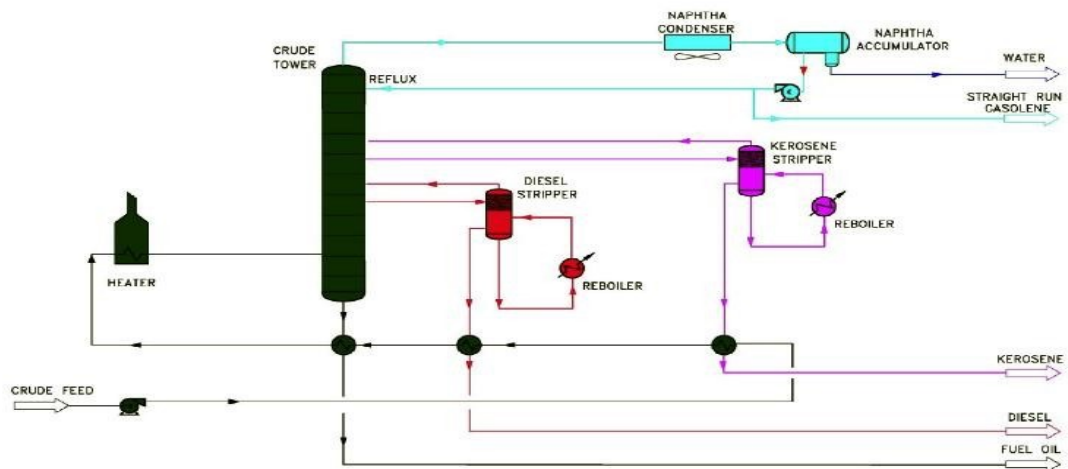 NAPHTHA
CONDENSER
NAPHTHA
ACCUMULATOR
CRUDE
TOWER
WATER
REFLUX
STRAIGHT RUN
GASOLENE
KEROSENE
STRIPPER
DIESEL
STRIPPER
REBOILER
HEATER
REBOILER
KEROSENE
CRUDE FEED
DIESEL
FUEL OIL